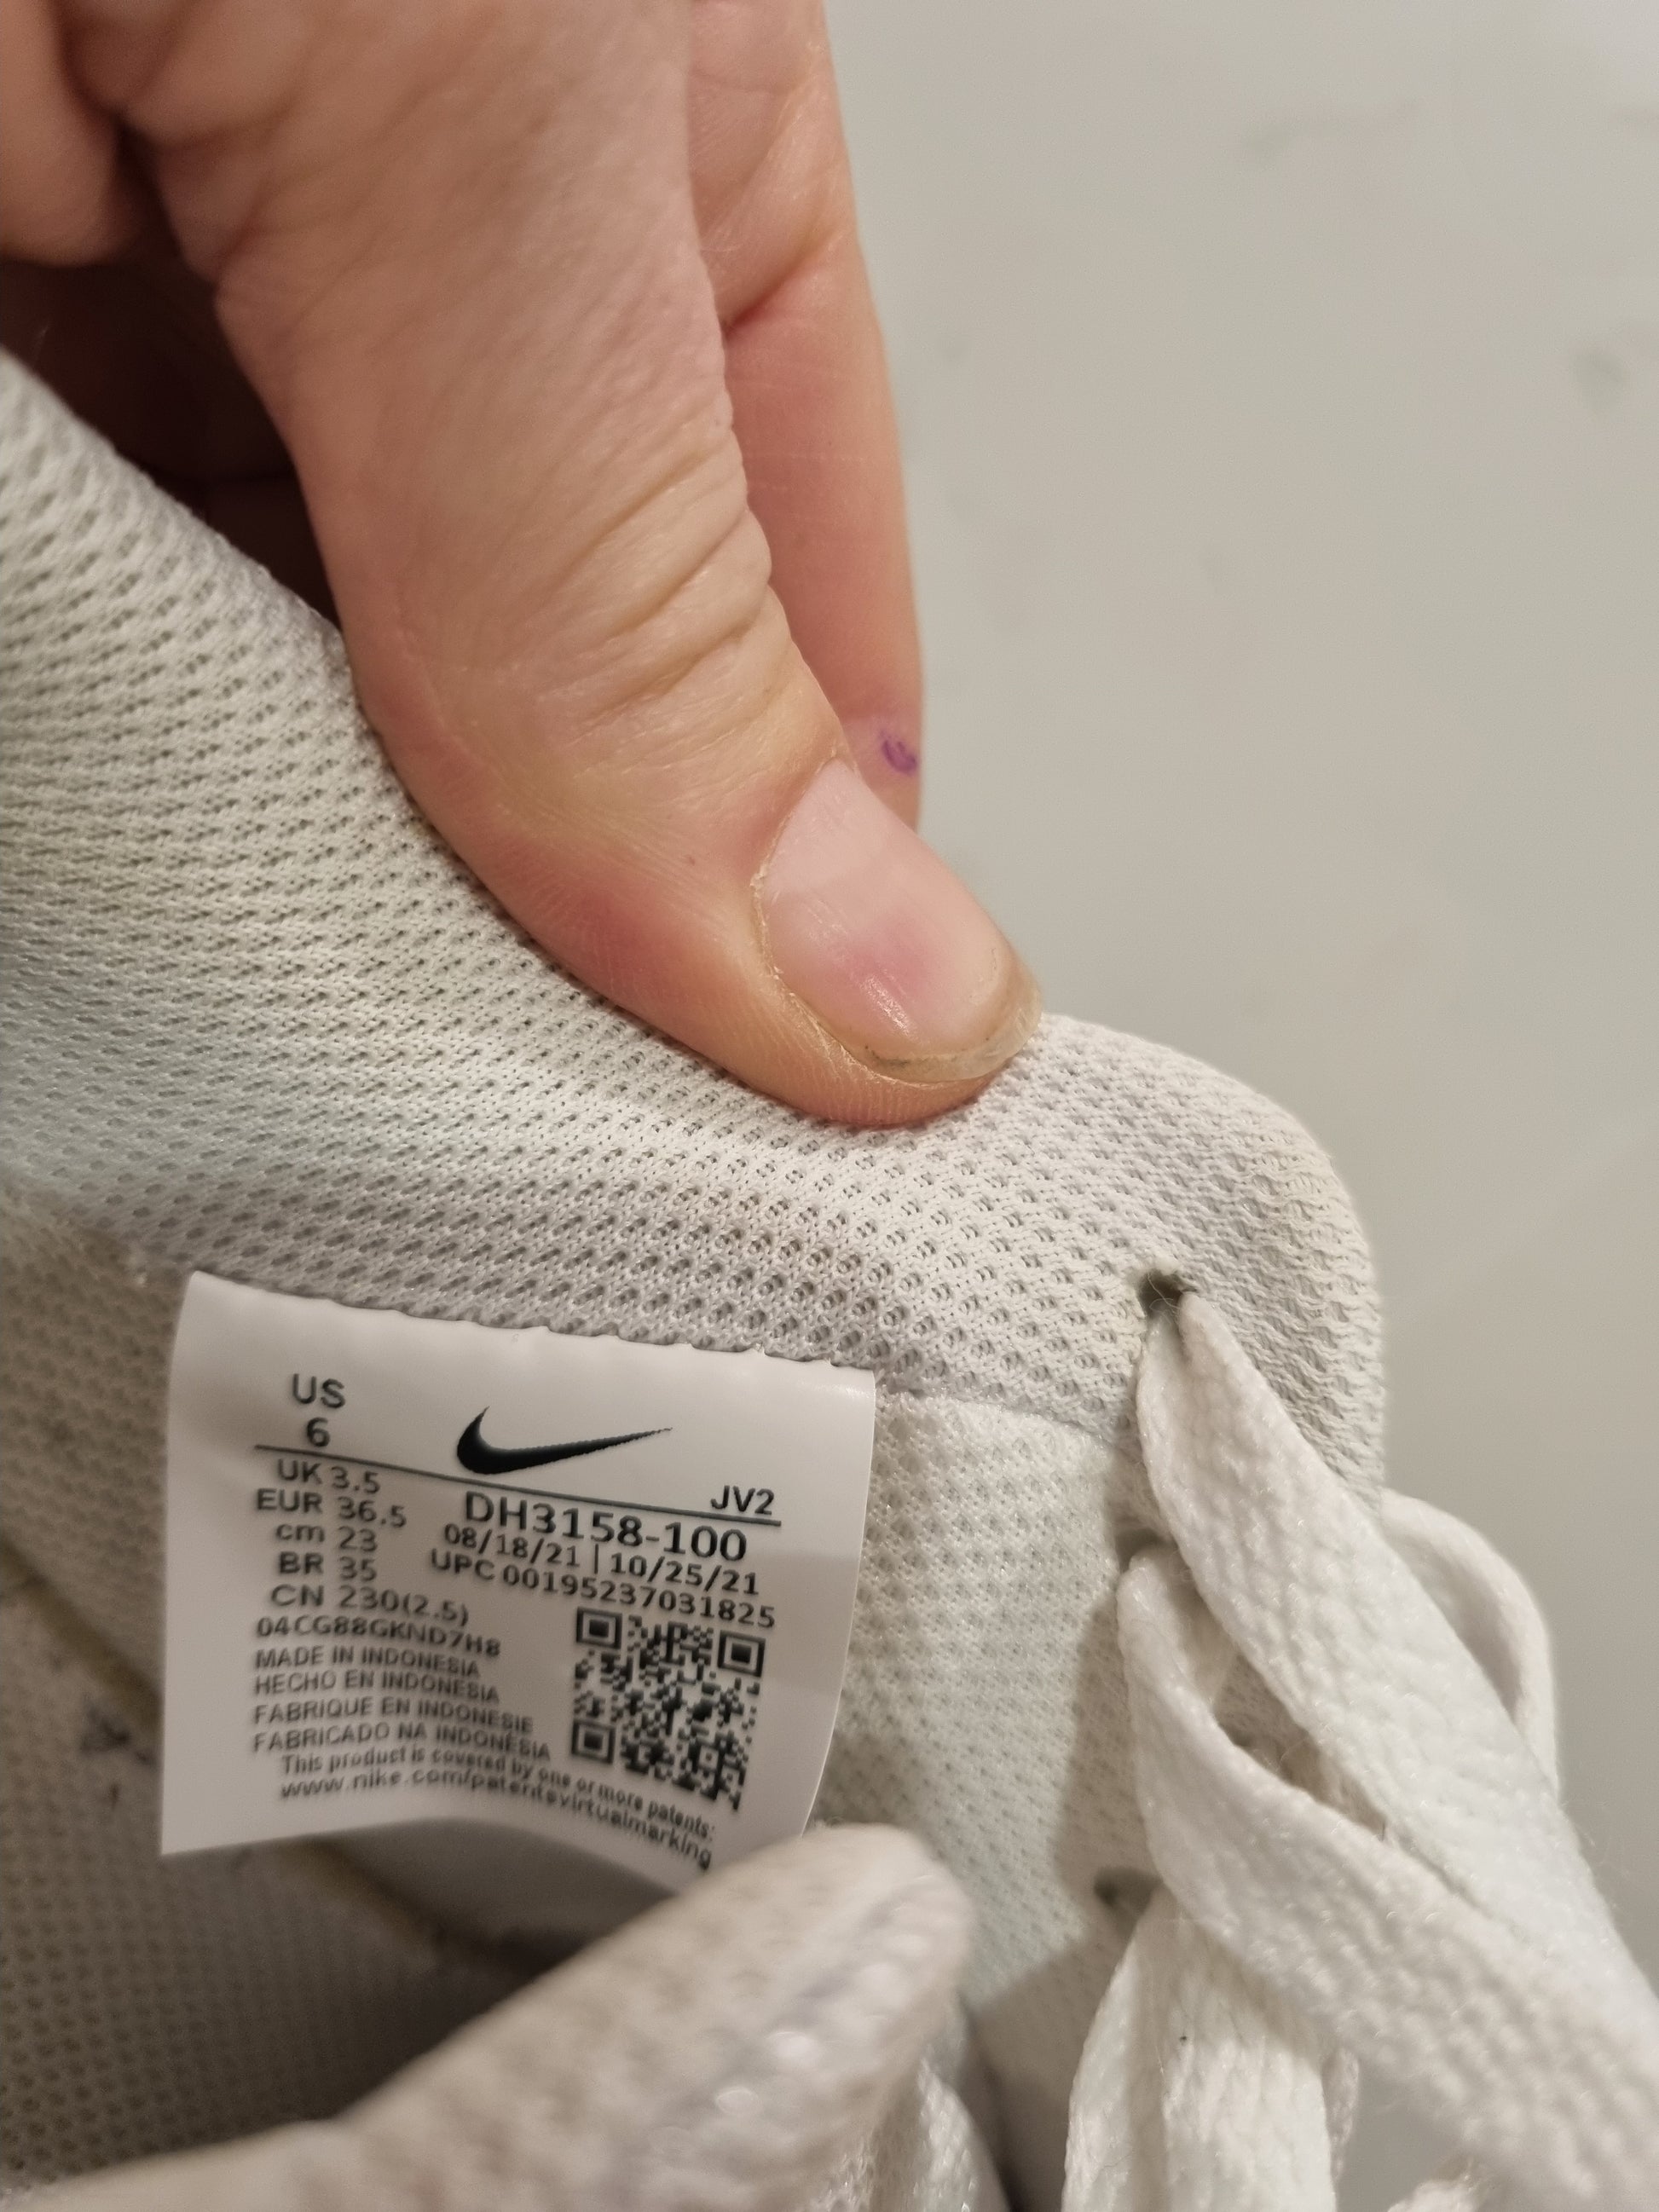 US
6
UK 3.5
EUR 36.5
cm 23
BR 35
CN 230(2.5)
JV2
DH3158-100
08/18/21 | 10/25/21
UPC 00195237031825
04CG88GKND7H8
MADE IN INDONESIA
HECHO EN INDONESIA
FABRIQUE EN INDONESIE
FABRICADO NA INDONÉSIA
This product is covered by one or more patents:
www.nike.com/patentsvirtualmarking